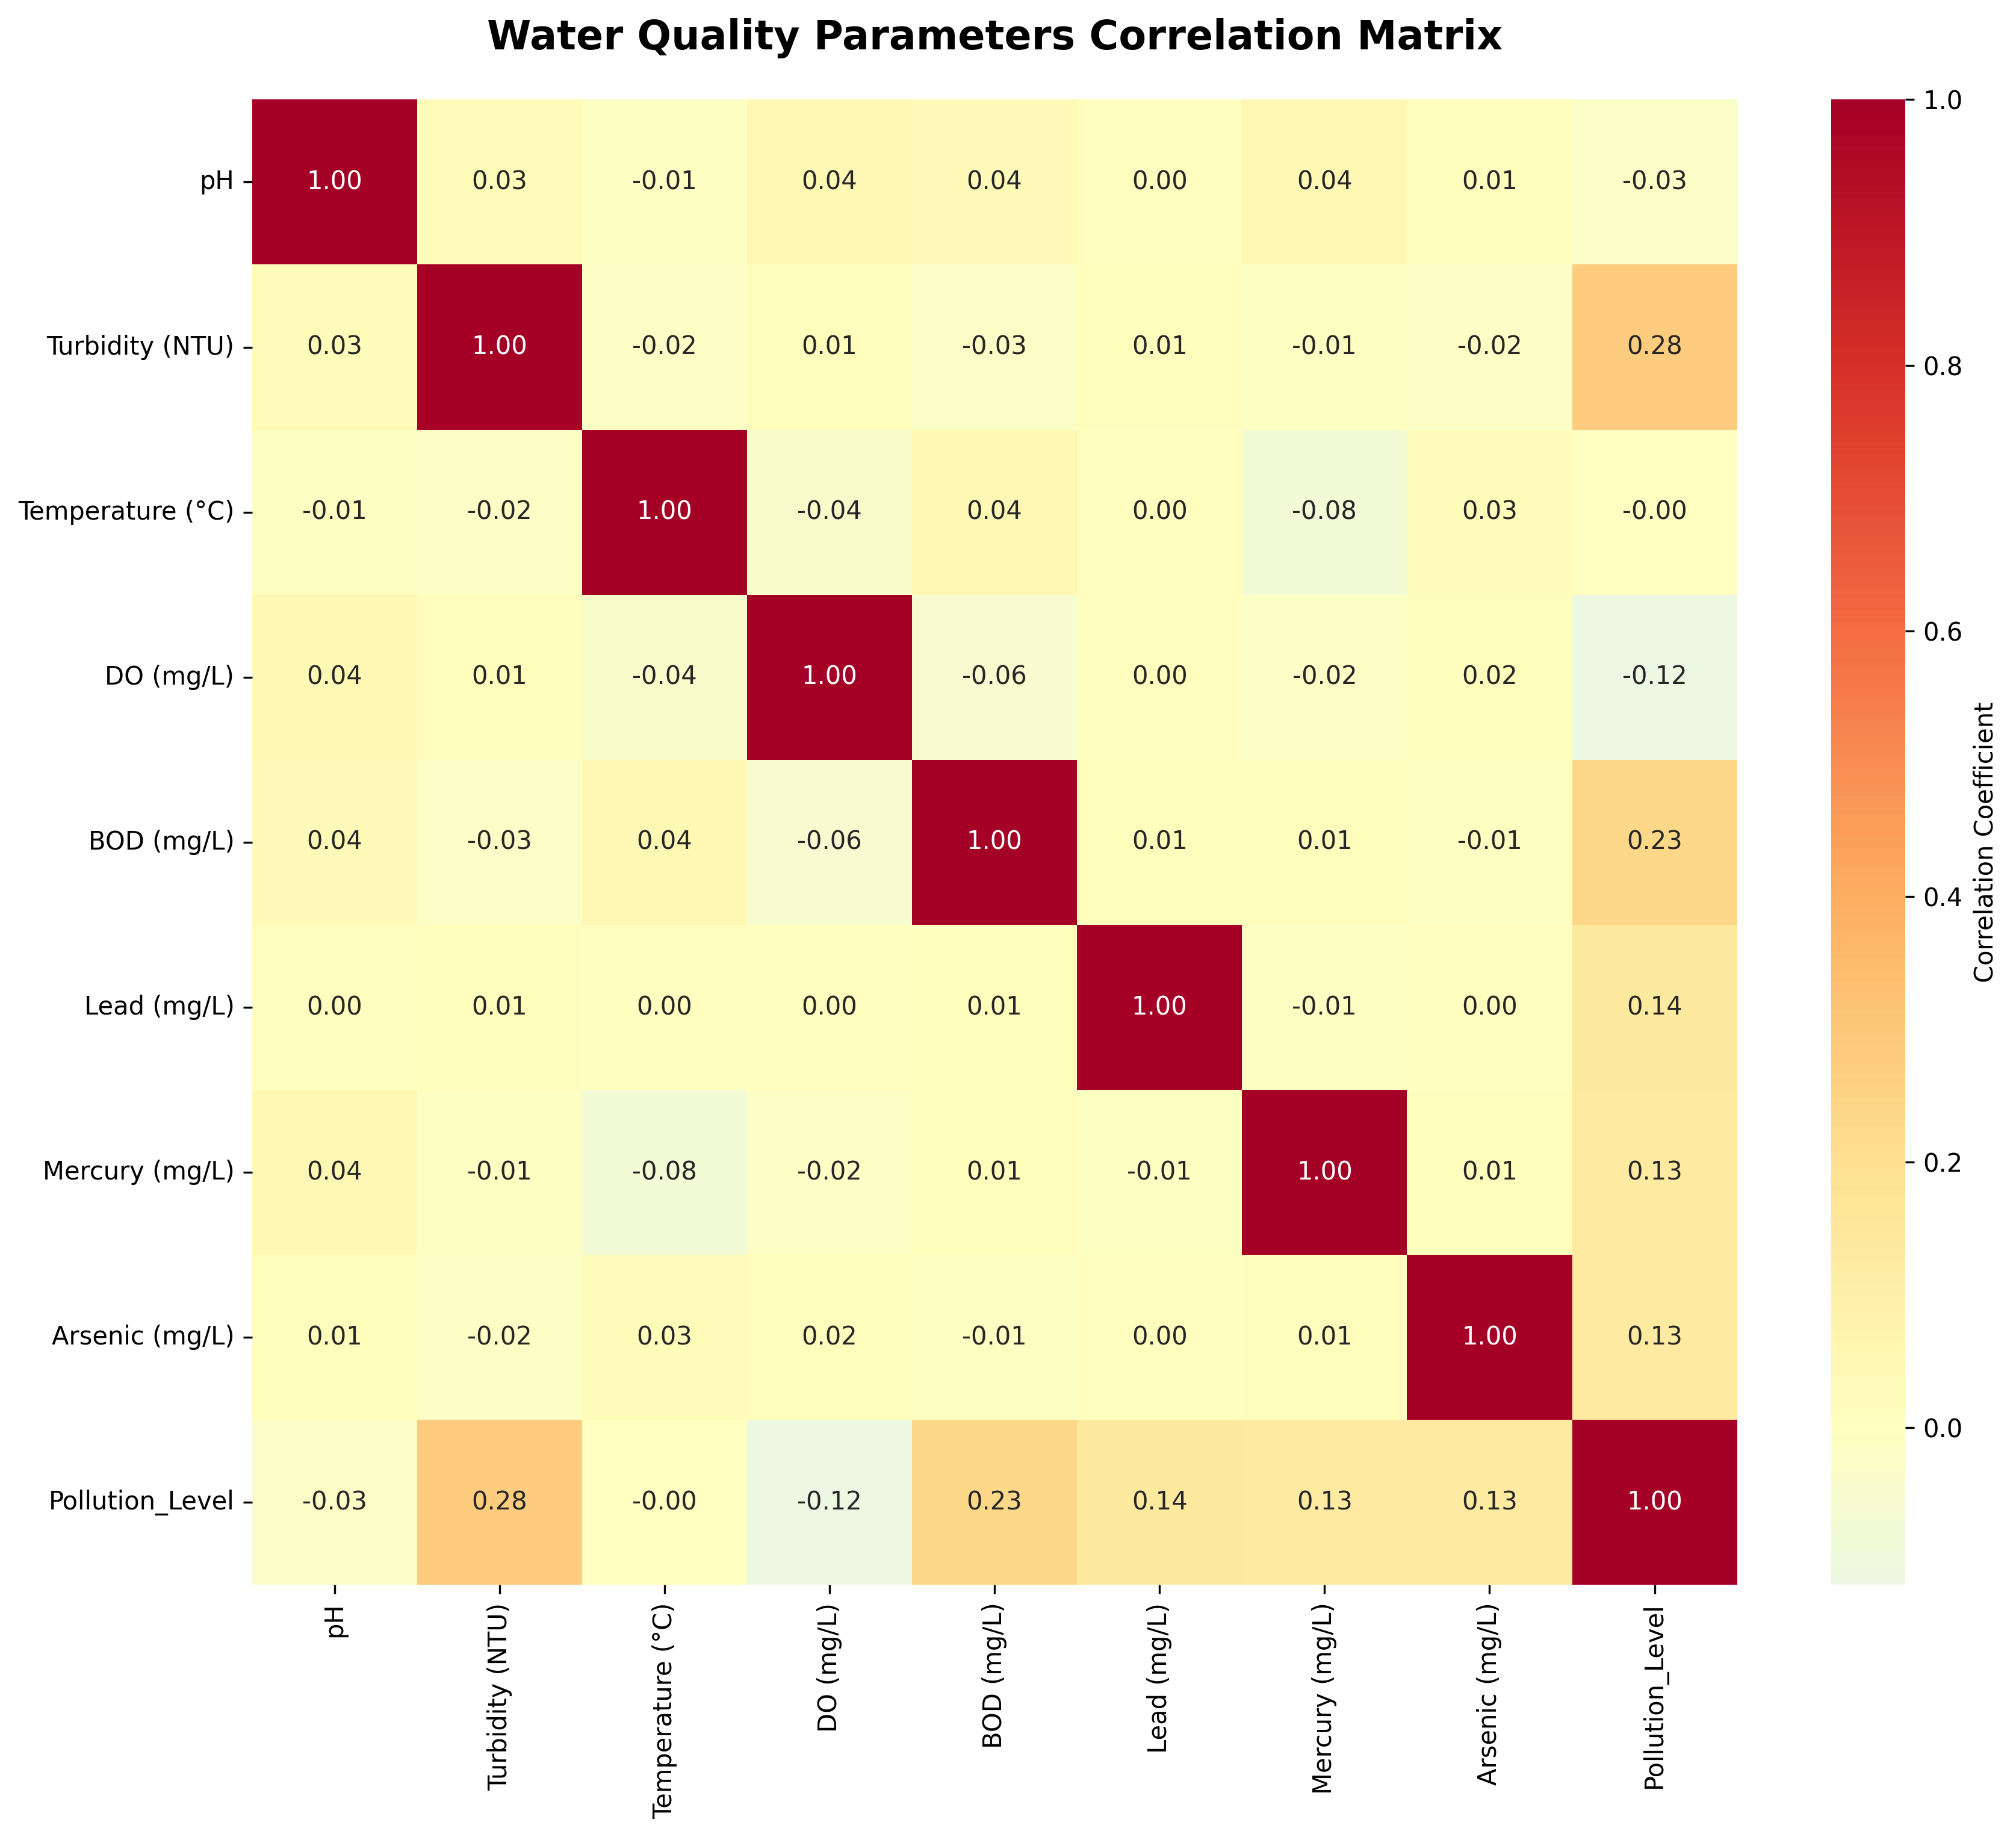 Water Quality Parameters Correlation Matrix
pH 1.00 0.03 -0.01 0.04 0.04 0.00 0.04 0.01 -0.03
Turbidity (NTU) 0.03 1.00 -0.02 0.01 -0.03 0.01 -0.01 -0.02 0.28
Temperature (°C) -0.01 -0.02 1.00 -0.04 0.04 0.00 -0.08 0.03 -0.00
DO (mg/L) 0.04 0.01 -0.04 1.00 -0.06 0.00 -0.02 0.02 -0.12
BOD (mg/L) 0.04 -0.03 0.04 -0.06 1.00 0.01 0.01 -0.01 0.23
Lead (mg/L) 0.00 0.01 0.00 0.00 0.01 1.00 -0.01 0.00 0.14
Mercury (mg/L) 0.04 -0.01 -0.08 -0.02 0.01 -0.01 1.00 0.01 0.13
Arsenic (mg/L) 0.01 -0.02 0.03 0.02 -0.01 0.00 0.01 1.00 0.13
Pollution_Level -0.03 0.28 -0.00 -0.12 0.23 0.14 0.13 0.13 1.00
pH
Turbidity (NTU)
Temperature (°C)
DO (mg/L)
BOD (mg/L)
Lead (mg/L)
Mercury (mg/L)
Arsenic (mg/L)
Pollution_Level
1.0
0.8
0.6
0.4
0.2
0.0
Correlation Coefficient